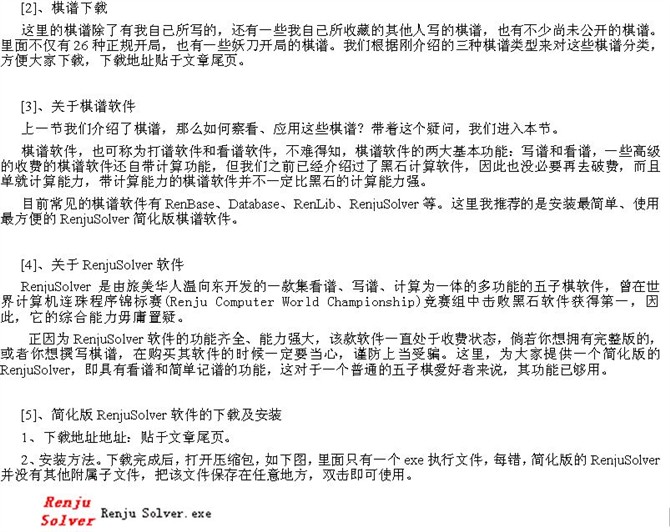 [2]、棋谱下载
这里的棋谱除了有我自己所写的，还有一些我自己所收藏的其他人写的棋谱，也有不少尚未公开的棋谱。
里面不仅有 26 种正规开局，也有一些妖刀开局的棋谱。我们根据刚介绍的三种棋谱类型来对这些棋谱分类，
方便大家下载，下载地址贴于文章尾页。
[3]、关于棋谱软件
上一节我们介绍了棋谱，那么如何察看、应用这些棋谱？带着这个疑问，我们进入本节。
棋谱软件，也可称为打谱软件和看谱软件，不难得知，棋谱软件的两大基本功能：写谱和看谱，一些高级
的收费的棋谱软件还自带计算功能，但我们之前已经介绍过了黑石计算软件，因此也没必要再去破费，而且
单就计算能力，带计算能力的棋谱软件并不一定比黑石的计算能力强。
目前常见的棋谱软件有 RenBase、Database、RenLib、RenjuSolver 等。这里我推荐的是安装最简单、使用
最方便的 RenjuSolver 简化版棋谱软件。
[4]、关于 RenjuSolver 软件
RenjuSolver 是由旅美华人温向东开发的一款集看谱、写谱、计算为一体的多功能的五子棋软件，曾在世
界计算机连珠程序锦标赛(Renju Computer World Championship)竞赛组中击败黑石软件获得第一，因
此，它的综合能力毋庸置疑。
正因为 RenjuSolver 软件的功能齐全、能力强大，该款软件一直处于收费状态，倘若你想拥有完整版的，
或者你想撰写棋谱，在购买其软件的时候一定要当心，谨防上当受骗。这里，为大家提供一个简化版的
RenjuSolver，即具有看谱和简单记谱的功能，这对于一个普通的五子棋爱好者来说，其功能已够用。
[5]、简化版 RenjuSolver 软件的下载及安装
1、下载地址地址：贴于文章尾页。
2、安装方法。下载完成后，打开压缩包，如下图，里面只有一个 exe 执行文件，每错，简化版的 RenjuSolver
并没有其他附属子文件，把该文件保存在任意地方，双击即可使用。
Renju
Solver
Renju Solver.exe